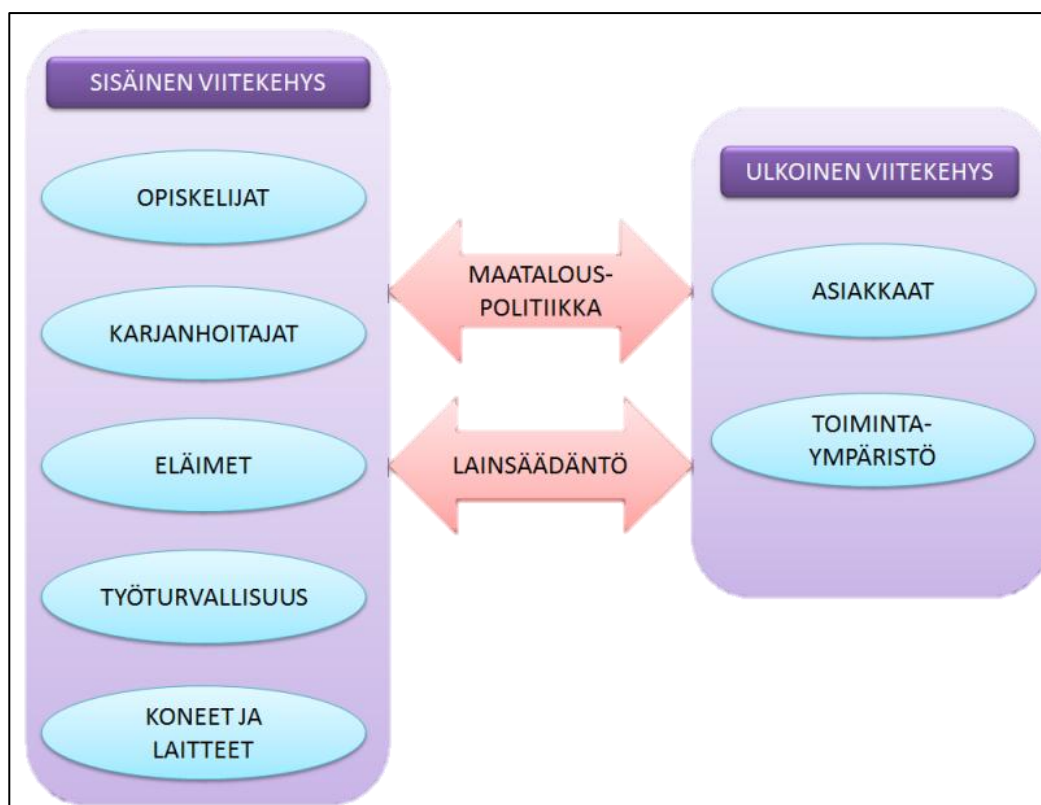 SISÄINEN VIITEKEHYS
OPISKELIJAT
KARJANHOITAJAT
ELÄIMET
TYÖTURVALLISUUS
KONEET JA
LAITTEET
MAATALOUS-
POLITIIKKA
LAINSÄÄDÄNTÖ
ULKOINEN VIITEKEHYS
ASIAKKAAT
TOIMINTA-
YMPÄRISTÖ